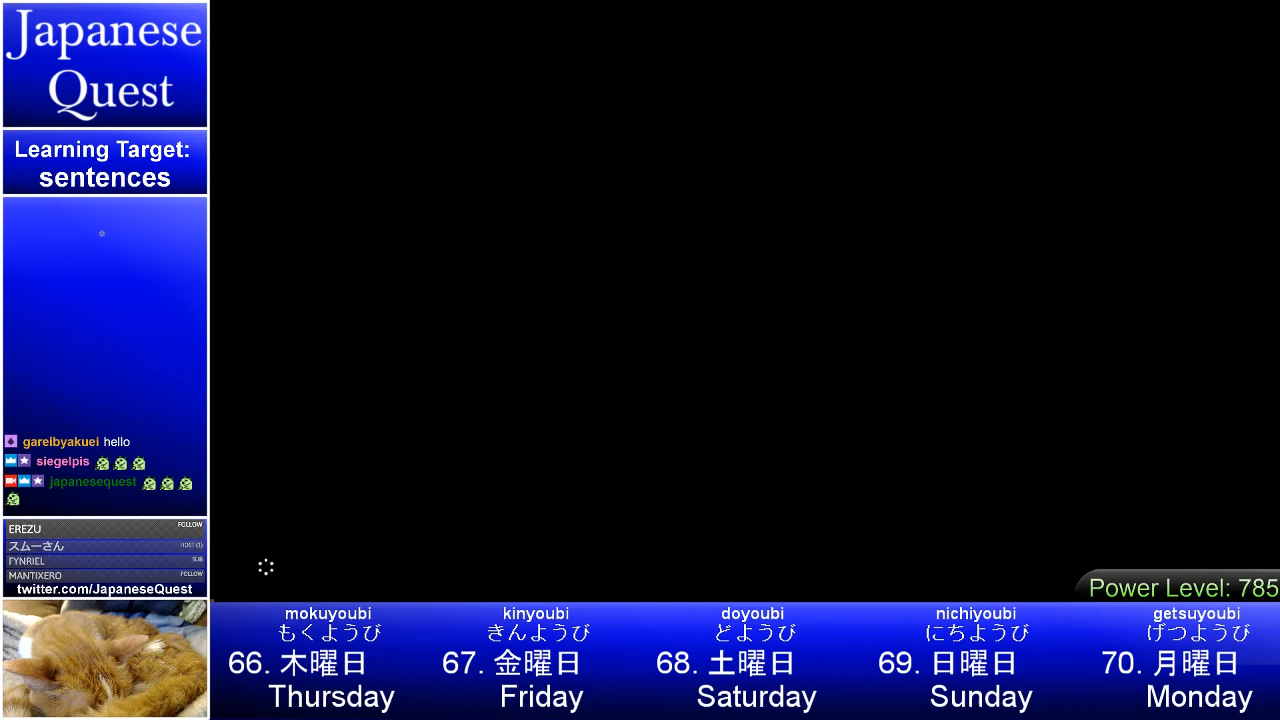 Japanese
Quest
Learning Target:
sentences
gareibyakuei hello
siegelpis
japanesequest
EREZU FOLLOW
スムーさん HOST (1)
FYNRIEL SUB
MANTIXERO FOLLOW
twitter.com/JapaneseQuest
Power Level: 785
mokuyoubi
もくようび
66. 木曜日
Thursday
kinyoubi
きんようび
67. 金曜日
Friday
doyoubi
どようび
68. 土曜日
Saturday
nichiyoubi
にちようび
69. 日曜日
Sunday
getsuyoubi
げつようび
70. 月曜日
Monday